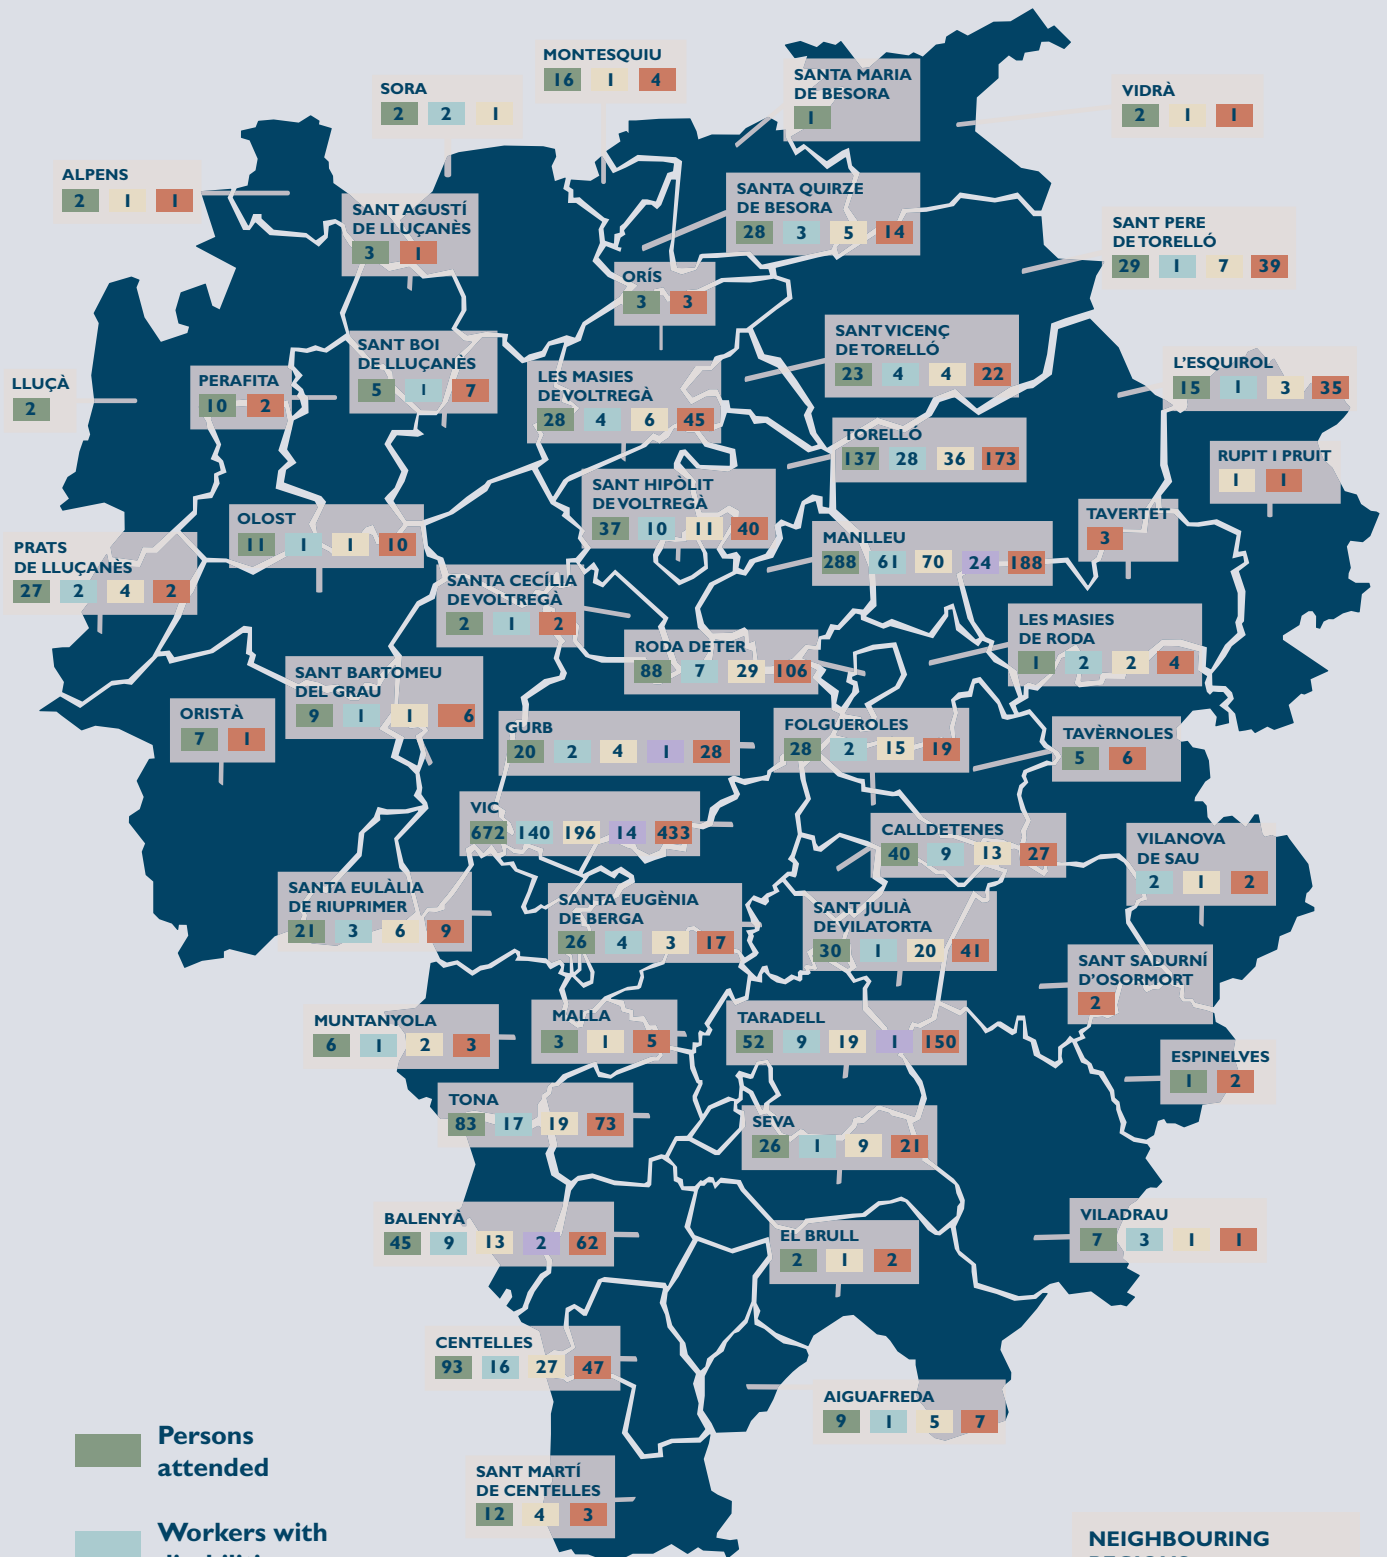 MONTESQUIU
16 1 4
SANTA MARIA
DE BESORA
1
SORA
2 2 1
VIDRÀ
2 1 1
ALPENS
2 1 1
SANT AGUSTÍ
DE LLUÇANÈS
3 1
SANTA QUIRZE
DE BESORA
28 3 5 14
SANT PERE
DE TORELLÓ
29 1 7 39
ORÍS
3 3
SANT BOI
DE LLUÇANÈS
5 1 7
SANT VICENÇ
DE TORELLÓ
23 4 4 22
L'ESQUIROL
15 1 3 35
LLUÇÀ
2
PERAFITA
10 2
LES MASIES
DE VOLTREGÀ
28 4 6 45
TORELLÓ
137 28 36 173
RUPIT I PRUIT
1 1
SANT HIPÒLIT
DE VOLTREGÀ
37 10 11 40
OLOST
11 1 1 10
TAVERTET
3
MANLLEU
288 61 70 24 188
PRATS
DE LLUÇANÈS
27 2 4 2
SANTA CECÍLIA
DE VOLTREGÀ
2 1 2
LES MASIES
DE RODA
1 2 2 4
RODA DE TER
88 7 29 106
SANT BARTOMEU
DEL GRAU
9 1 1 6
ORISTÀ
7 1
GURB
20 2 4 1 28
FOLGUEROLES
28 2 15 19
TAVÈRNOLES
5 6
VIC
672 140 196 14 433
CALLDETENES
40 9 13 27
VILANOVA
DE SAU
2 1 2
SANTA EULÀLIA
DE RIUPRIMER
21 3 6 9
SANTA EUGÈNIA
DE BERGA
26 4 3 17
SANT JULIÀ
DE VILATORTA
30 1 20 41
SANT SADURNÍ
D'OSORMORT
2
MUNTANYOLA
6 1 2 3
MALLA
3 1 5
TARADELL
52 9 19 1 150
ESPINELVES
1 2
TONA
83 17 19 73
SEVA
26 1 9 21
BALENYÀ
45 9 13 2 62
EL BRULL
2 1 2
VILADRAU
7 3 1 1
CENTELLES
93 16 27 47
AIGUAFREDA
9 1 5 7
Persons
attended
SANT MARTÍ
DE CENTELLES
12 4 3
Workers with
NEIGHBOURING